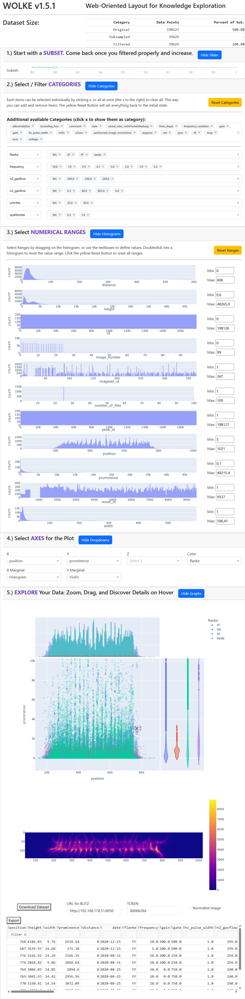 WOLKE v1.5.1
Web-Oriented Layout for Knowledge Exploration
Dataset Size:
Category Data Points Percent of Sub.
Original 198127 500.0%
Subsampled 39625 -
Filtered 39625 100.0%
1.) Start with a SUBSET. Come back once you filtered properly and increase. Hide Slider
Subset:
0.1 0.2 0.3 0.4 0.5 0.6 0.7 0.8 0.9 1
2.) Select / Filter CATEGORIES Hide Categories
Each items can be selected individually by clicking x, or all at once (the x to the right) to clear all. This way
you can add and remove items. The yellow Reset Button will set everything back to the initial state.
Reset Categories
Additional available Categories (click x to show them as category):
akkumulation × bounding_box × comment × date × einzel_oder_mehrfachentladung × final_shape × frequency_variation × gain ×
gate × hv_pulse_width × mfiic × o2env × performed_image_corrections × sequenz × set × sync × t0 × texp × ×
uvar × voltage ×
flanke × NA × SF × FF × beide × ×
frequency × 10.0 × 1.0 × 0.5 × 0.1 × 5.0 × 2.0 × 7.0 × 0.2 × ×
n2_gasflow × NA × 299.0 × 240.0 × 294.0 × ×
o2_gasflow × NA × 0.3 × 60.0 × 603.0 × 6.0 × ×
schritte × NA × 25.0 × 50.0 × ×
spaltbreite × NA × 0.5 × 1.0 × ×
3.) Select NUMERICAL RANGES Hide Histograms
Select Ranges by dragging on the histogram, or use the textboxes to define values. Doubleclick into a
histogram to reset the value range. Click the yellow Reset Button to reset all ranges.
Reset Ranges
count
8000
6000
4000
2000
0
0 100 200 300 400 500 600
distance
Min: 0
Max: 606
count
8000
6000
4000
2000
0
0 5k 10k 15k 20k 25k 30k 35k 40k 45k
height
Min: 0,6
Max: 48265,9
count
200
150
100
50
0
0 20k 40k 60k 80k 100k 120k 140k 160k 180k
id
Min: 0
Max: 198126
count
10k
5k
0
0 10 20 30 40 50 60 70 80 90
image_number
Min: 0
Max: 99
count
2000
1500
1000
500
0
50 100 150 200 250 300 350
imageset_id
Min: 1
Max: 367
count
150k
100k
50k
0
10 20 30 40 50 60 70 80 90 100
number_of_files
Min: 1
Max: 100
count
200
150
100
50
0
20k 40k 60k 80k 100k 120k 140k 160k 180k
peak_id
Min: 1
Max: 198127
count
1500
1000
500
0
200 400 600 800 1000
position
Min: 5
Max: 1021
count
20k
10k
0
0 5k 10k 15k 20k 25k 30k 35k 40k 45k
prominence
Min: 0,1
Max: 48215,4
count
400
300
200
100
0
1000 2000 3000 4000 5000 6000 7000 8000 9000
result_id
Min: 1
Max: 9537
count
15k
10k
5k
0
100 200 300 400 500
width
Min: 1
Max: 596,41
4.) Select AXES for the Plot Hide Dropdowns
X Y Z Color
position prominence Select Z flanke
X Marginal Y Marginal
Histogram Violin
5.) EXPLORE Your Data: Zoom, Drag, and Discover Details on Hover Hide Graphs
flanke
FF
NA
SF
beide
prominence
10k
8k
6k
4k
2k
0
200 400 600 800
position
8000
7000
6000
5000
4000
3000
2000
1000
0
0
50
100
100 200 300 400 500 600 700 800 900 1000
Download Dataset
URL for BLITZ
http://192.168.178.51:8050
TOKEN
8606629d
Normalize Image
Export
position height width prominence distance date flanke frequency gain gate hv_pulse_width n2_gasflow
filter d
768 4186.03 9.76 2918.54 0 2020-12-15 FF 10.0 200.0 500.0 1.0 299.0
687 3639.97 14.68 371.38 6 2020-12-15 FF 1.0 200.0 500.0 1.0 299.0
776 3166.92 14.29 3166.35 0 2020-08-31 FF 10.0 200.0 250.0 1.0 294.0
776 2868.82 9.86 2868.64 0 2020-08-31 FF 10.0 200.0 250.0 1.0 294.0
769 3004.03 14.85 2894.6 0 2020-08-25 FF 10.0 0.0 750.0 1.0 240.0
769 3041.93 14.42 2956.56 0 2020-08-25 FF 10.0 0.0 750.0 1.0 240.0
770 3150.41 14.54 3072.09 0 2020-08-25 FF 10.0 0.0 750.0 1.0 240.0